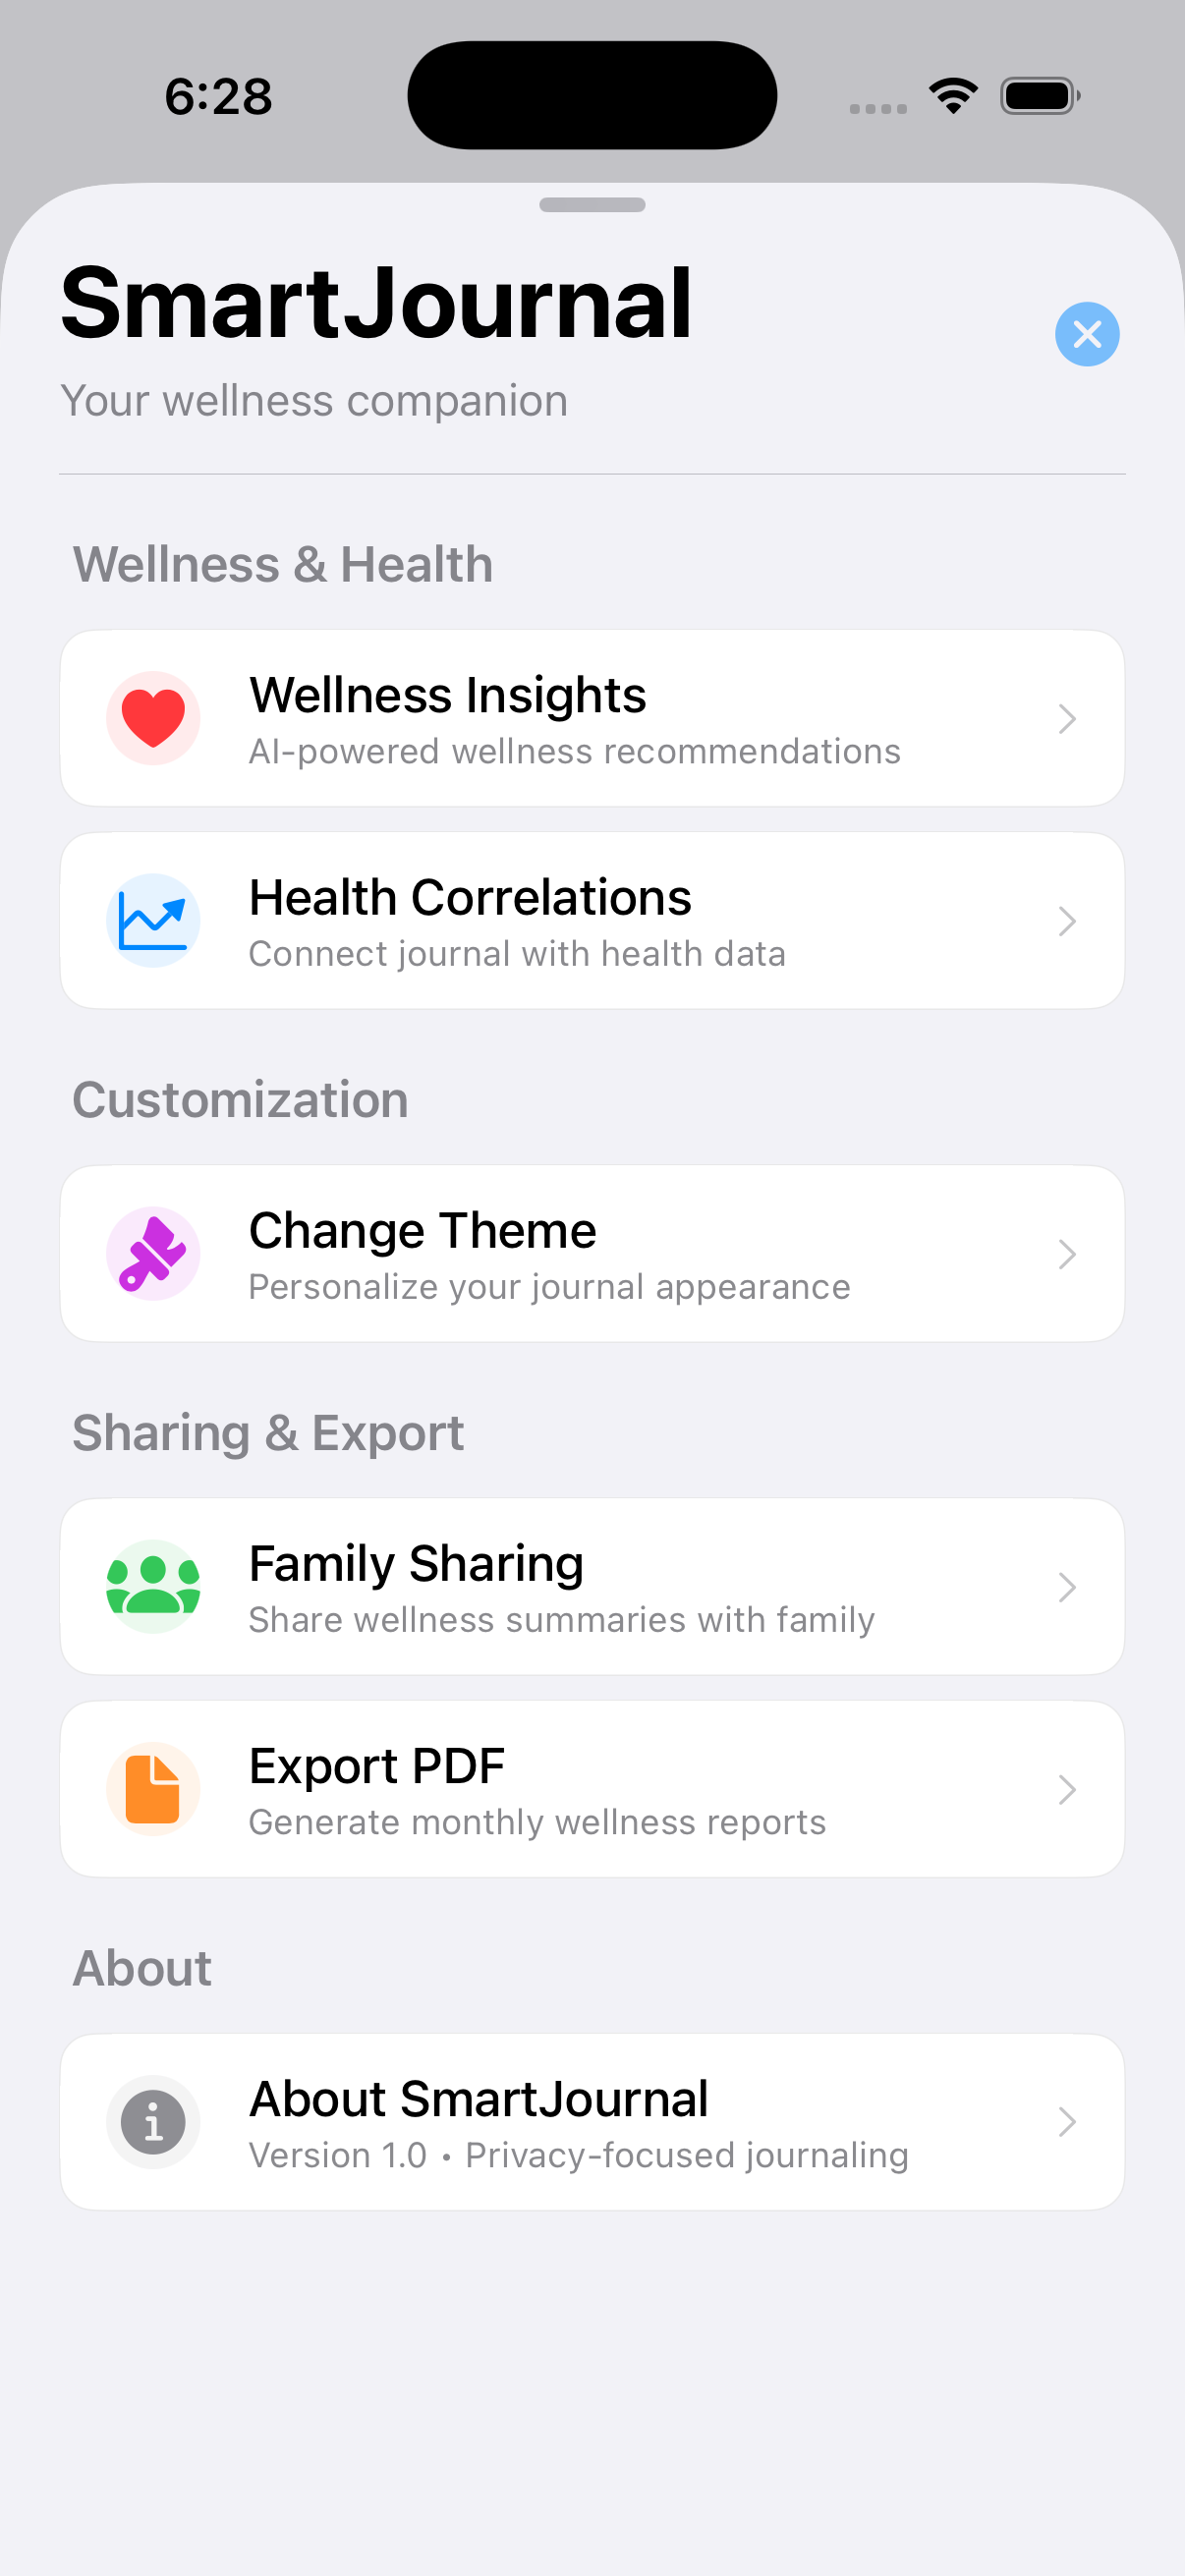 6:28
SmartJournal
Your wellness companion
Wellness & Health
Wellness Insights
AI-powered wellness recommendations
Health Correlations
Connect journal with health data
Customization
Change Theme
Personalize your journal appearance
Sharing & Export
Family Sharing
Share wellness summaries with family
Export PDF
Generate monthly wellness reports
About
About SmartJournal
Version 1.0 • Privacy-focused journaling